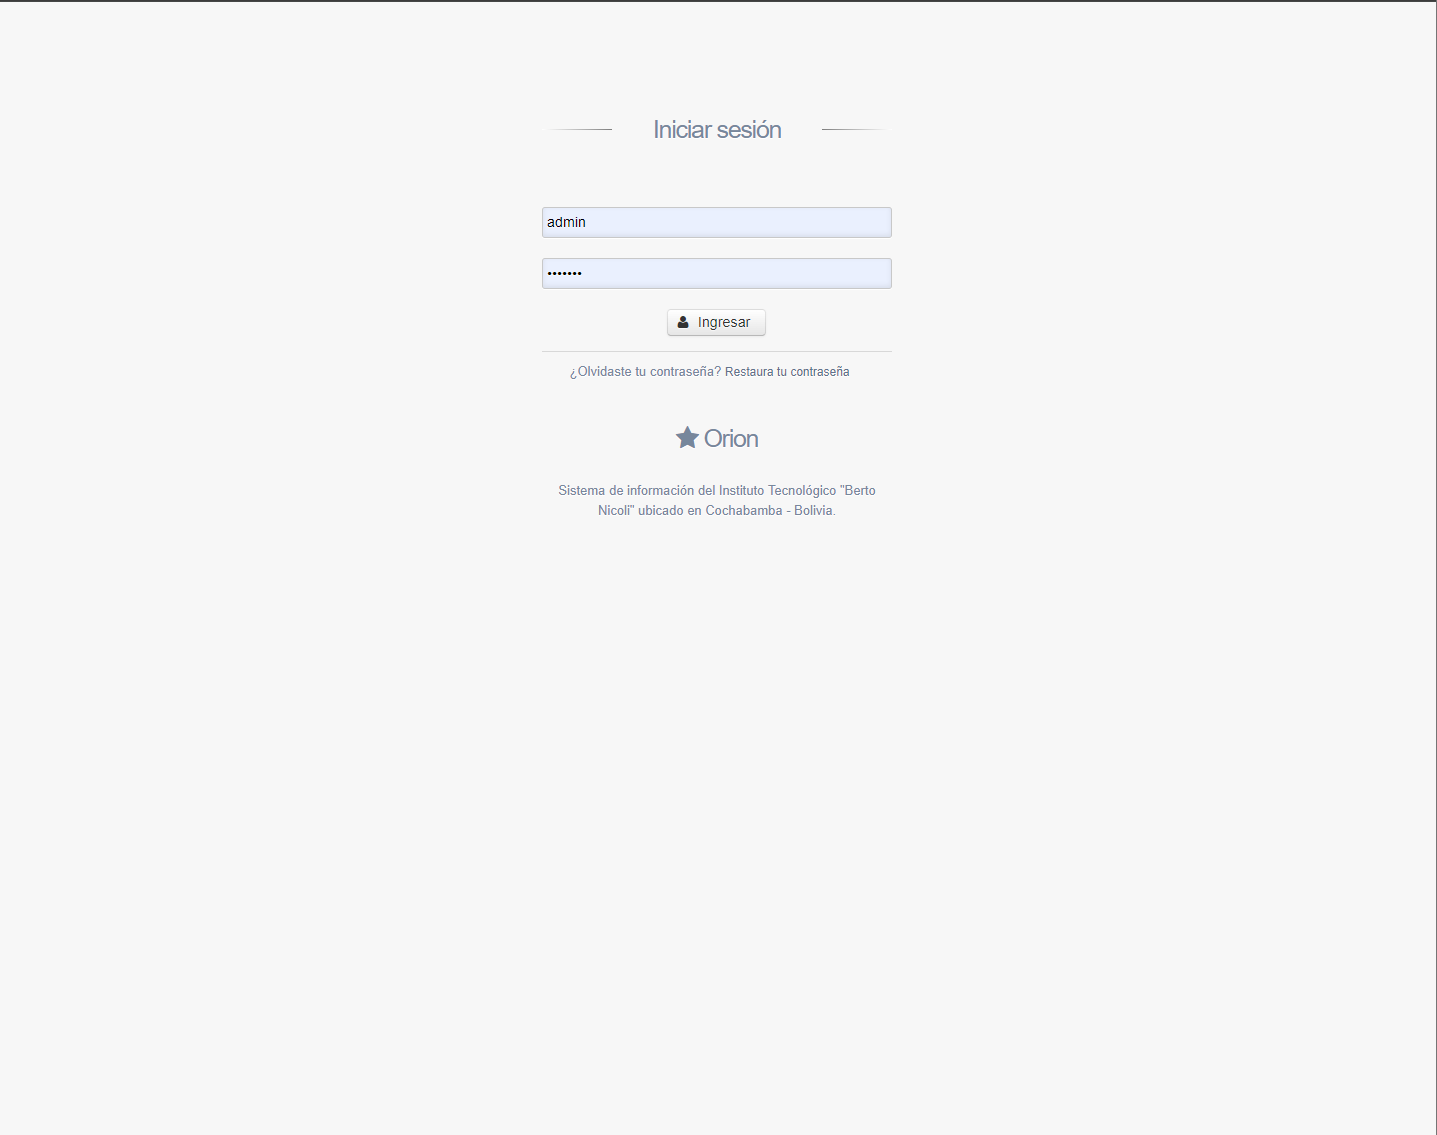 Iniciar sesión
admin
•••••••
Ingresar
¿Olvidaste tu contraseña? Restaura tu contraseña
Orion
Sistema de información del Instituto Tecnológico "Berto
Nicoli" ubicado en Cochabamba - Bolivia.